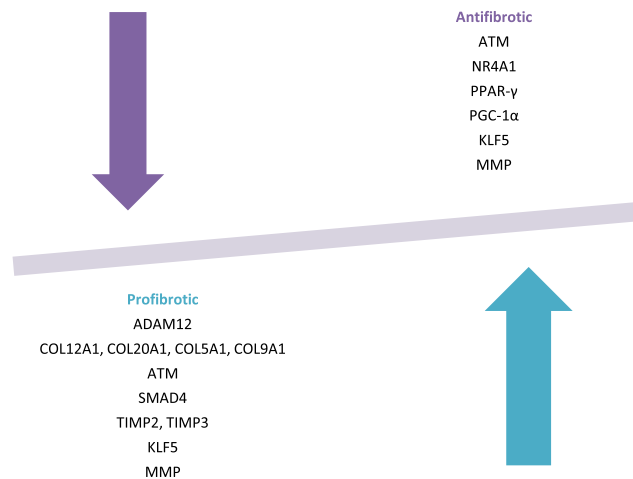 Antifibrotic
ATM
NR4A1
PPAR-γ
PGC-1α
KLF5
MMP
Profibrotic
ADAM12
COL12A1, COL20A1, COL5A1, COL9A1
ATM
SMAD4
TIMP2, TIMP3
KLF5
MMP